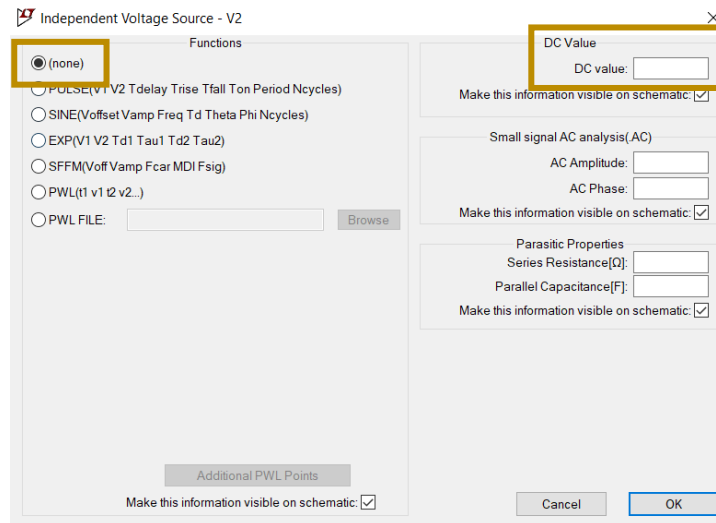 Independent Voltage Source - V2
Functions
(none)
PULSE(V1 V2 Tdelay Trise Tfall Ton Period Ncycles)
SINE(Voffset Vamp Freq Td Theta Phi Ncycles)
EXP(V1 V2 Td1 Tau1 Td2 Tau2)
SFFM(Voff Vamp Fcar MDI Fsig)
PWL(t1 v1 t2 v2...)
PWL FILE:
Browse
Additional PWL Points
Make this information visible on schematic:
DC Value
DC value:
Make this information visible on schematic:
Small signal AC analysis(.AC)
AC Amplitude:
AC Phase:
Make this information visible on schematic:
Parasitic Properties
Series Resistance[Ω]:
Parallel Capacitance[F]:
Make this information visible on schematic:
Cancel
OK